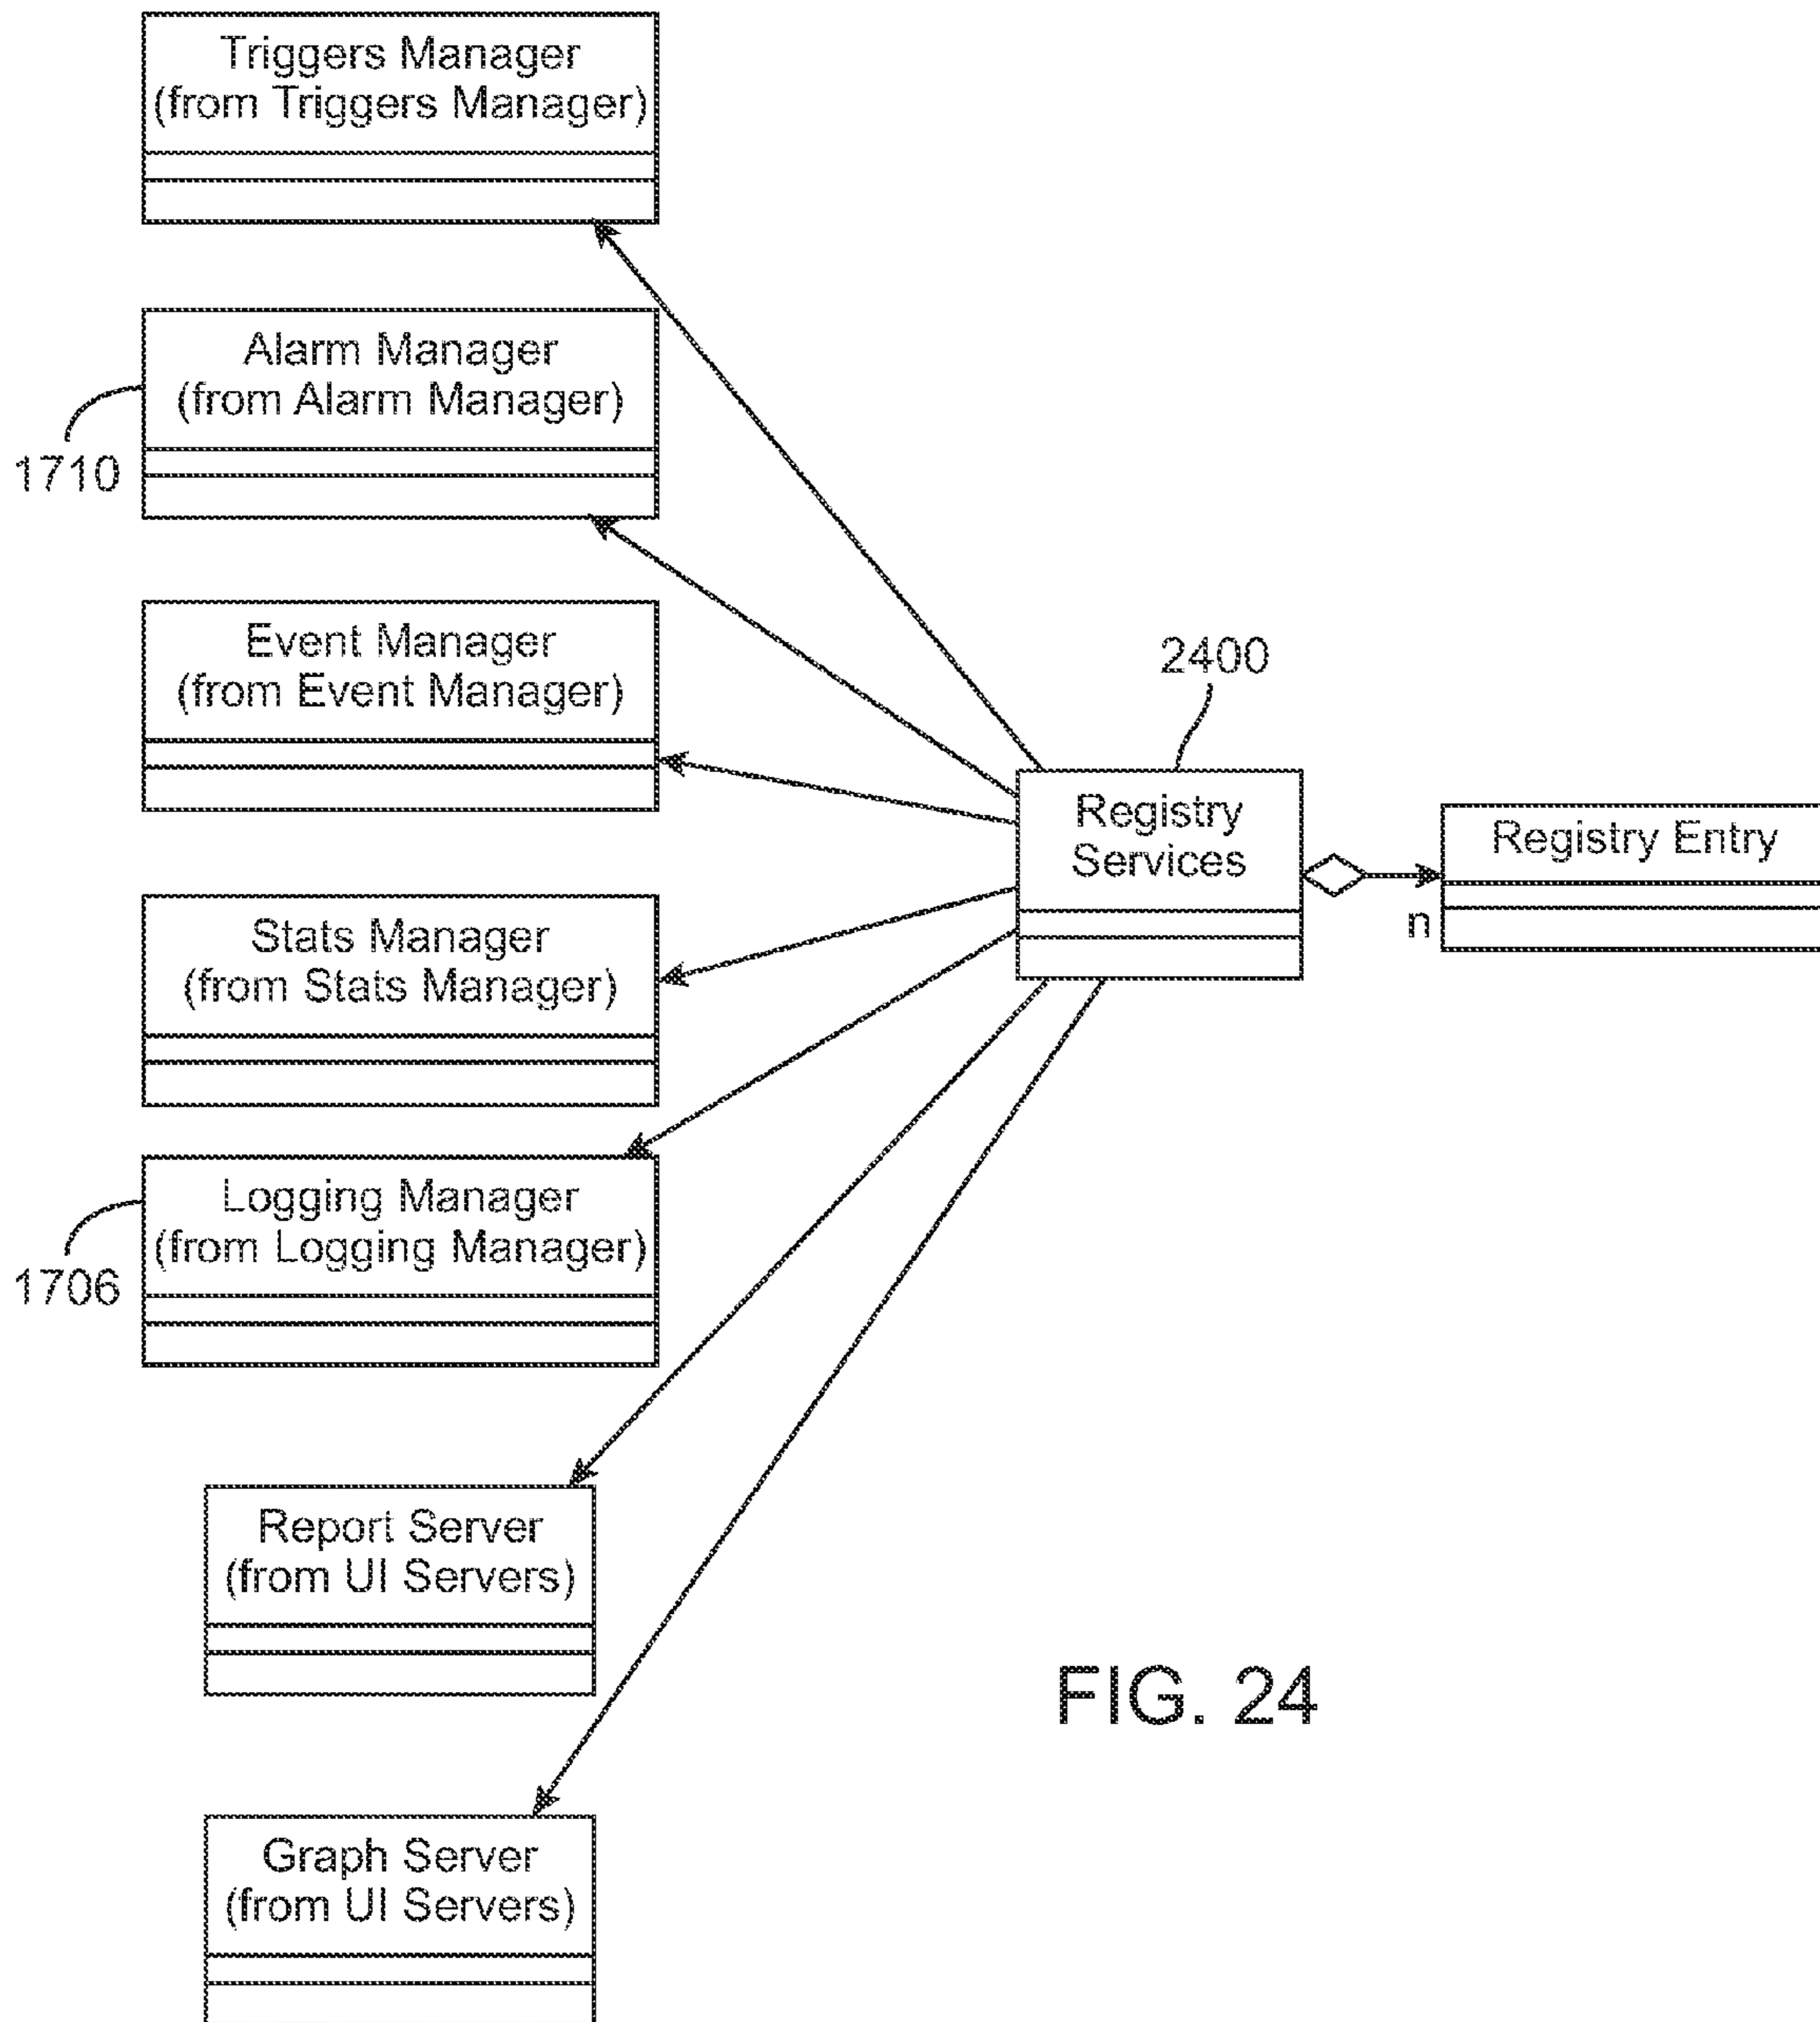 Triggers Manager
(from Triggers Manager)
Alarm Manager
(from Alarm Manager)
1710
Event Manager
(from Event Manager)
2400
Registry
Services
Registry Entry
n
Stats Manager
(from Stats Manager)
Logging Manager
(from Logging Manager)
1706
Report Server
(from UI Servers)
FIG. 24
Graph Server
(from UI Servers)